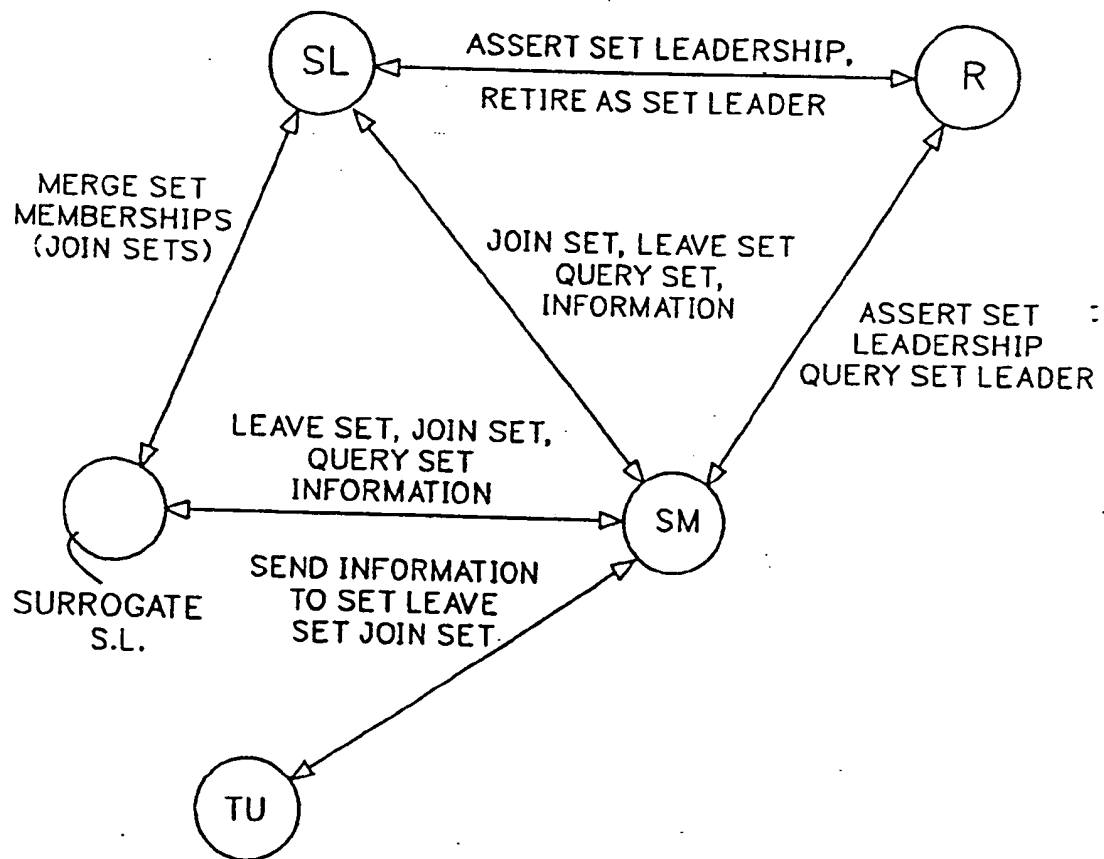 SL
ASSERT SET LEADERSHIP,
RETIRE AS SET LEADER
R
MERGE SET
MEMBERSHIPS
(JOIN SETS)
JOIN SET, LEAVE SET
QUERY SET,
INFORMATION
ASSERT SET
LEADERSHIP
QUERY SET LEADER
LEAVE SET, JOIN SET,
QUERY SET
INFORMATION
SM
SURROGATE
S.L.
SEND INFORMATION
TO SET LEAVE
SET JOIN SET
TU